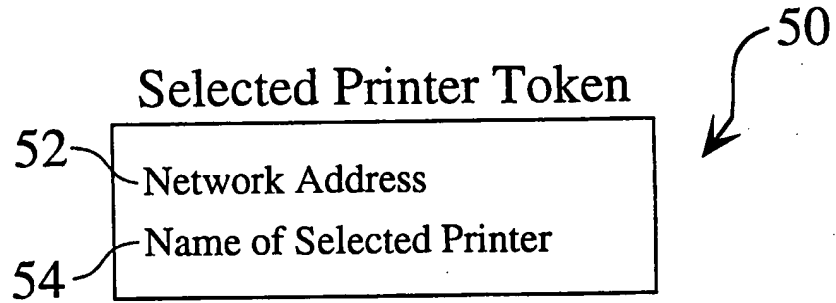 50
Selected Printer Token
52
Network Address
Name of Selected Printer
54